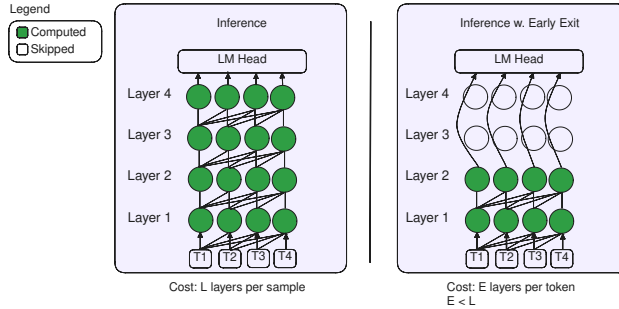 Legend
Computed
Skipped
Inference
LM Head
Layer 4
Layer 3
Layer 2
Layer 1
T1 T2 T3 T4
Cost: L layers per sample
Inference w. Early Exit
LM Head
Layer 4
Layer 3
Layer 2
Layer 1
T1 T2 T3 T4
Cost: E layers per token
E < L